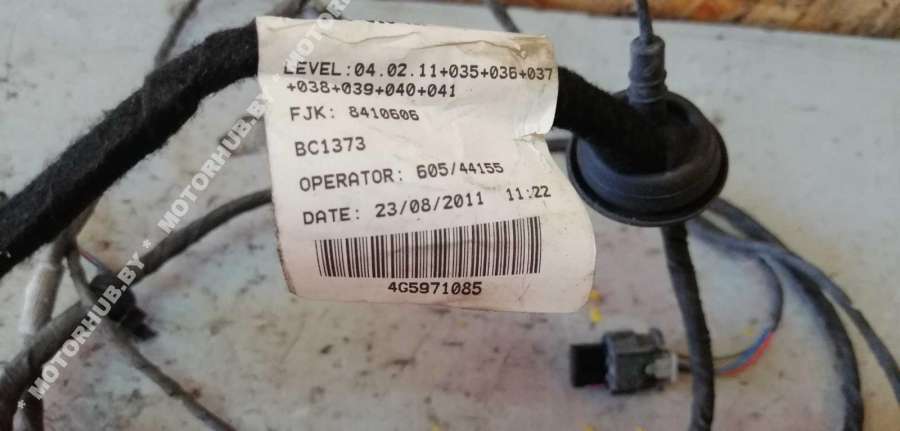 LEVEL:04.02.11+035+036+037
+038+039+040+041
FJK: 8410606
BC1373
OPERATOR: 605/44155
DATE: 23/08/2011 11:22
4G5971085
* MOTORHUB.BY * MOTORHUB.BY * MOTORHUB